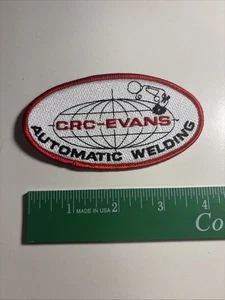 CRC-EVANS
AUTOMATIC WELDING
1 MADE IN USA 2 3 4
Co